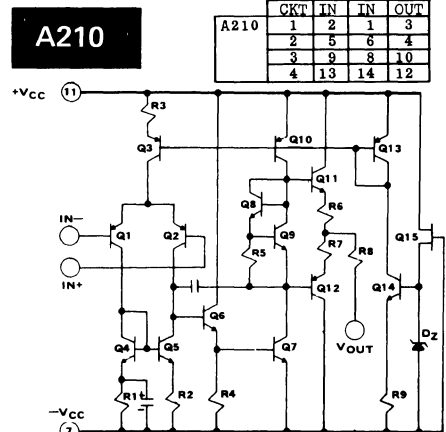 A210
CKT IN IN OUT
A210 1 2 1 3
2 5 6 4
3 9 8 10
4 13 14 12
+VCC 11
R3
Q3 Q10 Q13
Q11
Q8 R6
IN- Q1 Q2 Q9 Q15
R5 R7 R8
IN+
Q12 Q14
Q6
VOUT DZ
Q4 Q5 Q7
R1 + R2 R4 R9
-VCC
7